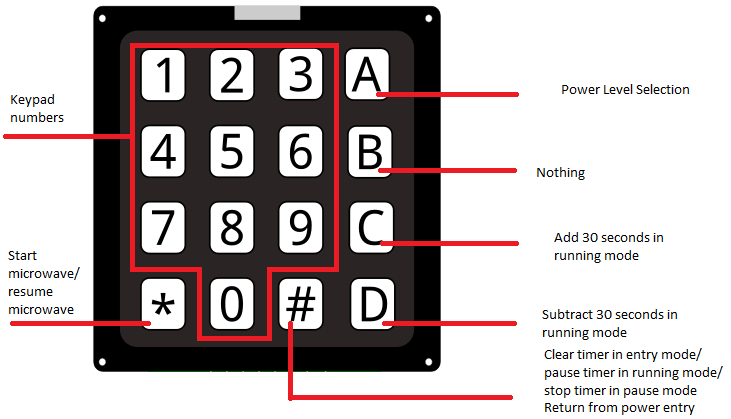 1 2 3 A
Power Level Selection
Keypad
numbers
4 5 6 B
Nothing
7 8 9 C
Add 30 seconds in
running mode
Start
microwave/
resume
microwave
* 0 # D
Subtract 30 seconds in
running mode
Clear timer in entry mode/
pause timer in running mode/
stop timer in pause mode
Return from power entry